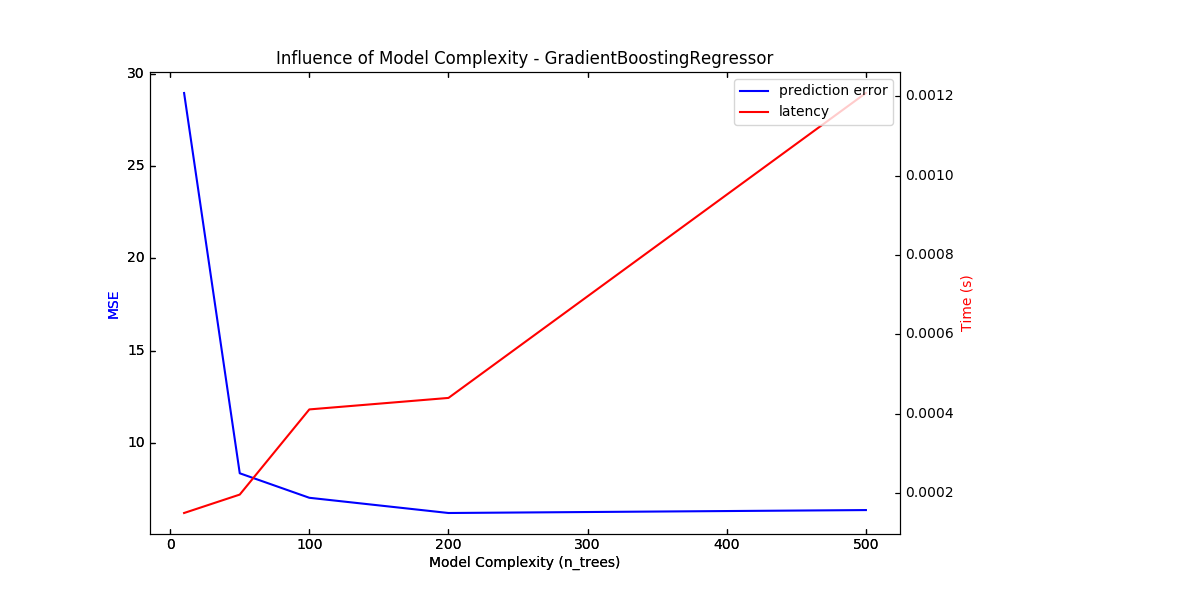 Influence of Model Complexity - GradientBoostingRegressor
prediction error
latency
30
25
20
15
10
MSE
0.0012
0.0010
0.0008
0.0006
0.0004
0.0002
Time (s)
0 100 200 300 400 500
Model Complexity (n_trees)